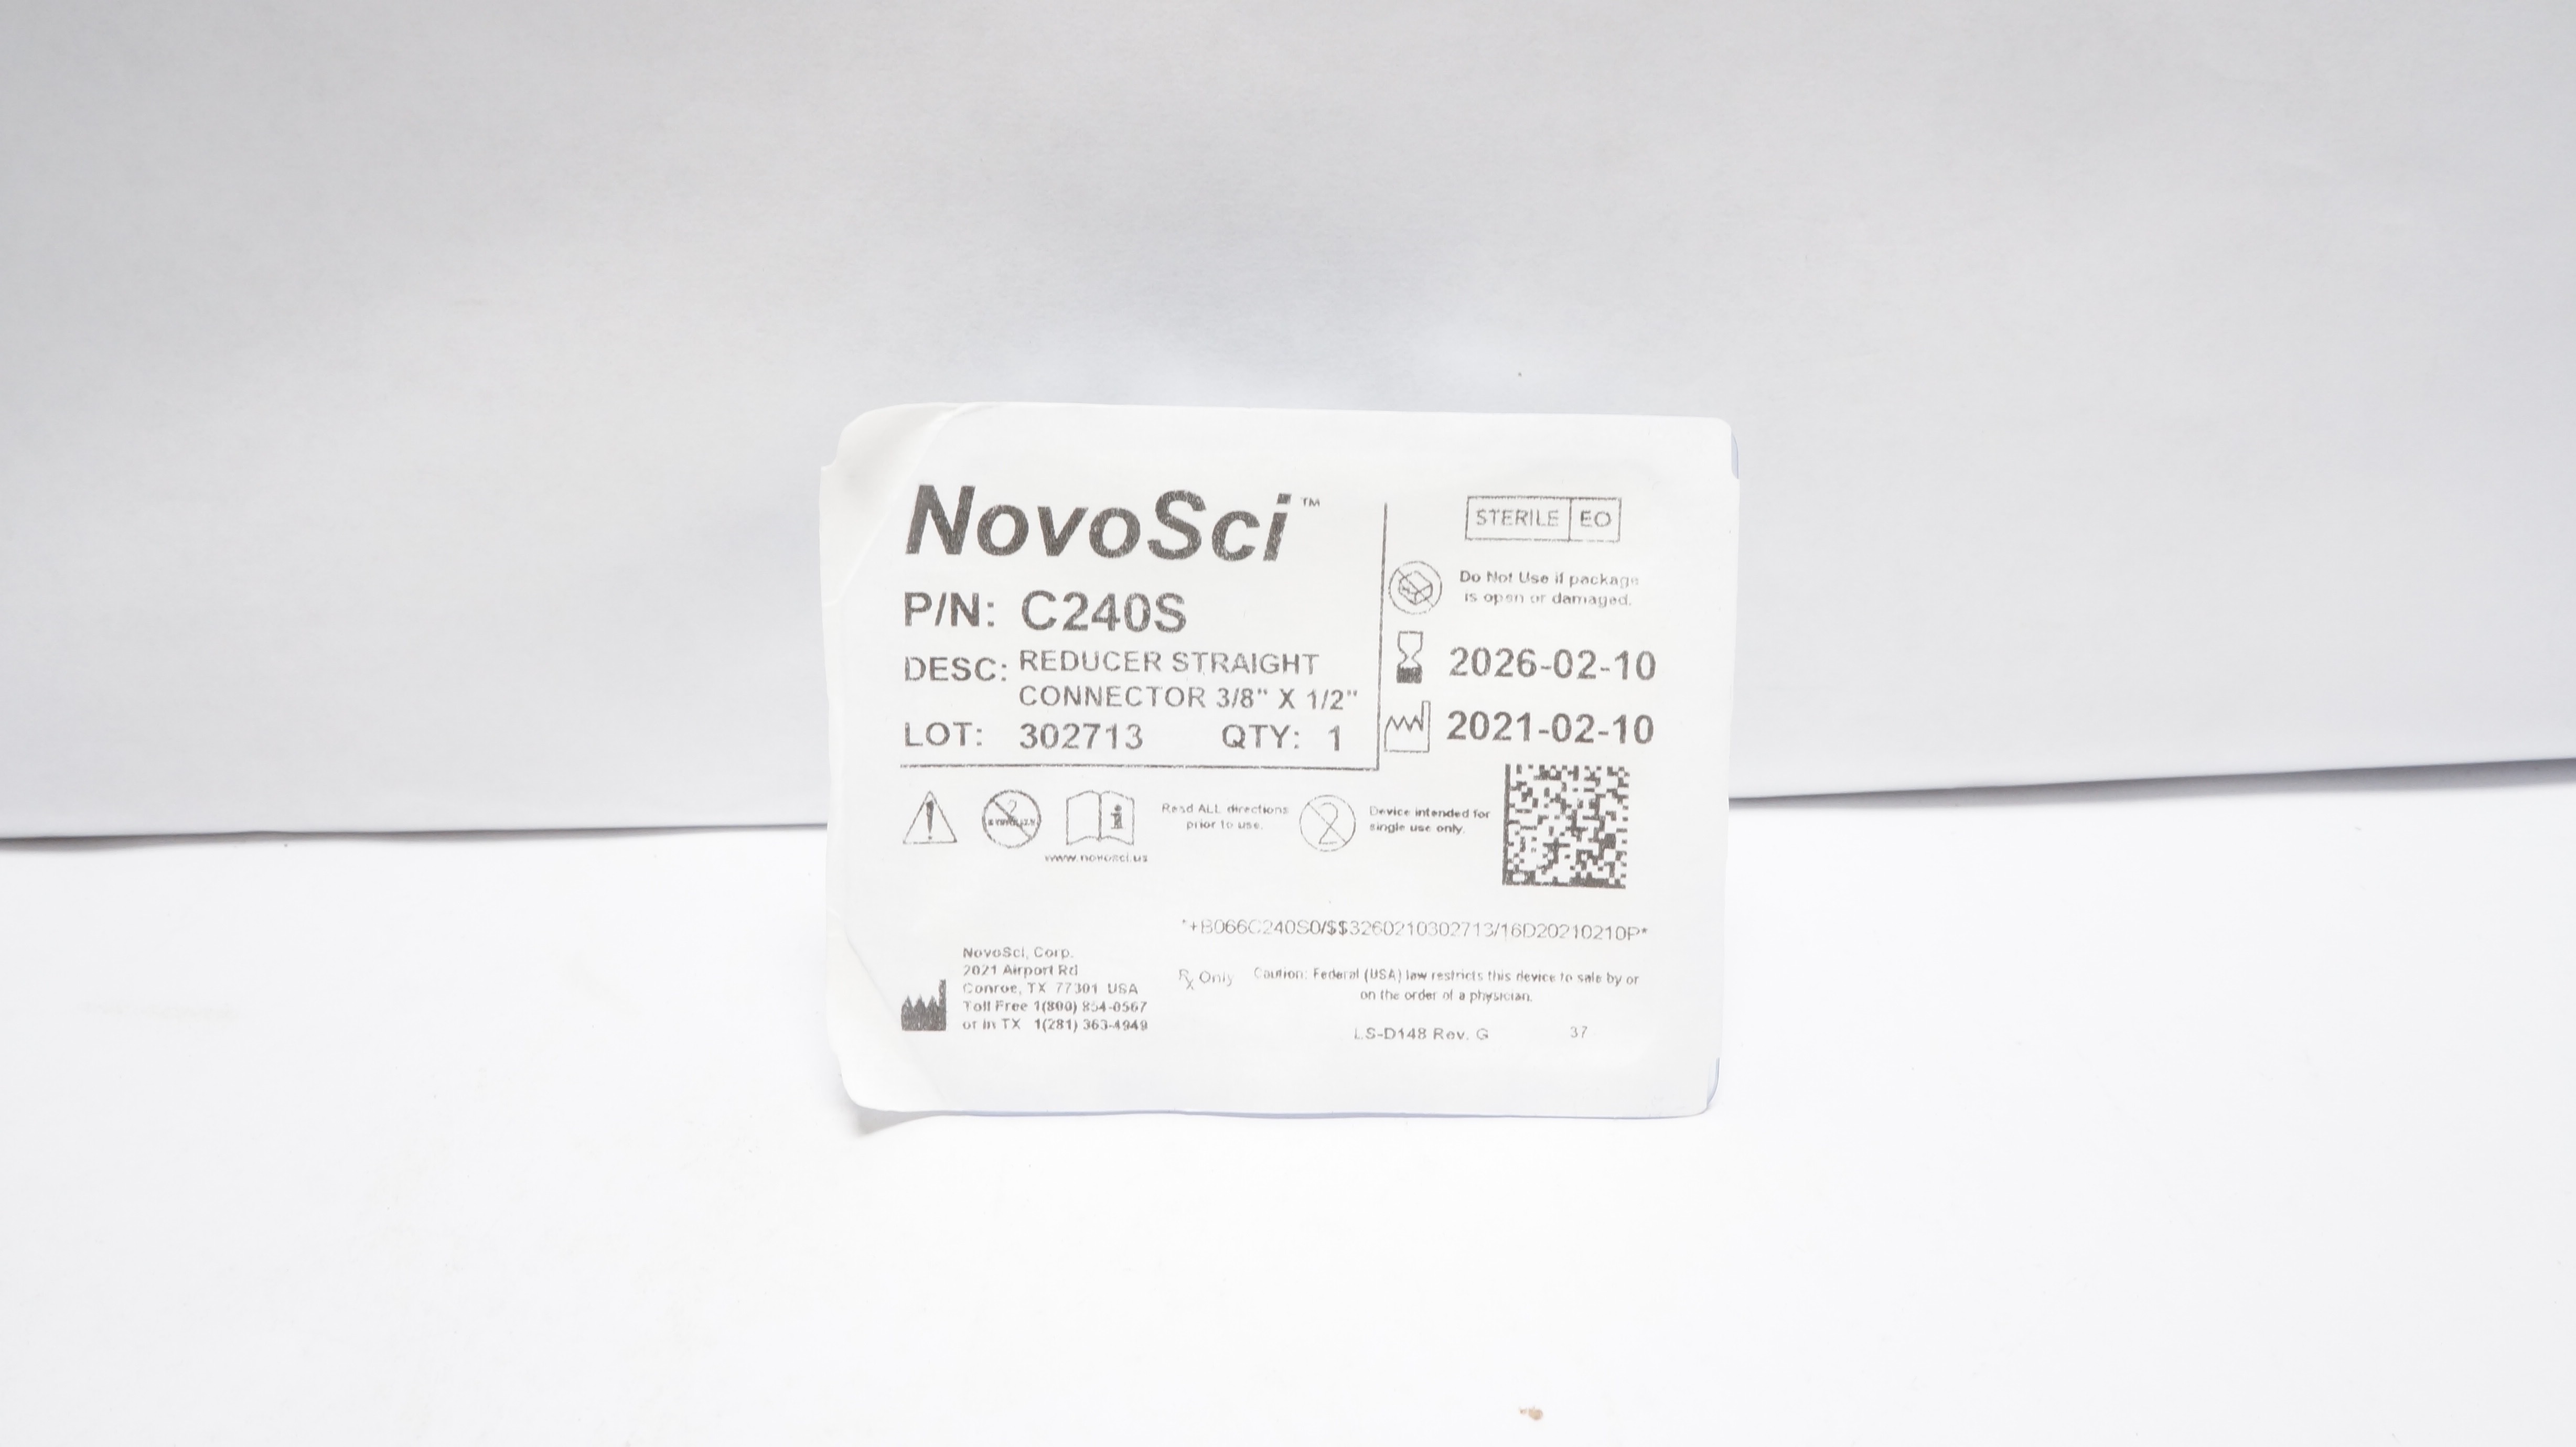 NovoSci™
P/N: C240S
DESC: REDUCER STRAIGHT
CONNECTOR 3/8" X 1/2"
LOT: 302713 QTY: 1
STERILE EO
Do Not Use if package
is open or damaged.
2026-02-10
2021-02-10
2
i
www.novosci.us
Read ALL directions
prior to use.
2
Device intended for
single use only.
*+B066C240S0/$$3260210302713/16D20210210P*
NovoSci, Corp.
2021 Airport Rd
Conroe, TX 77301 USA
Toll Free 1(800) 854-0567
or in TX 1(281) 363-4949
Rx Only
Caution: Federal (USA) law restricts this device to sale by or
on the order of a physician.
LS-D148 Rev. G 37